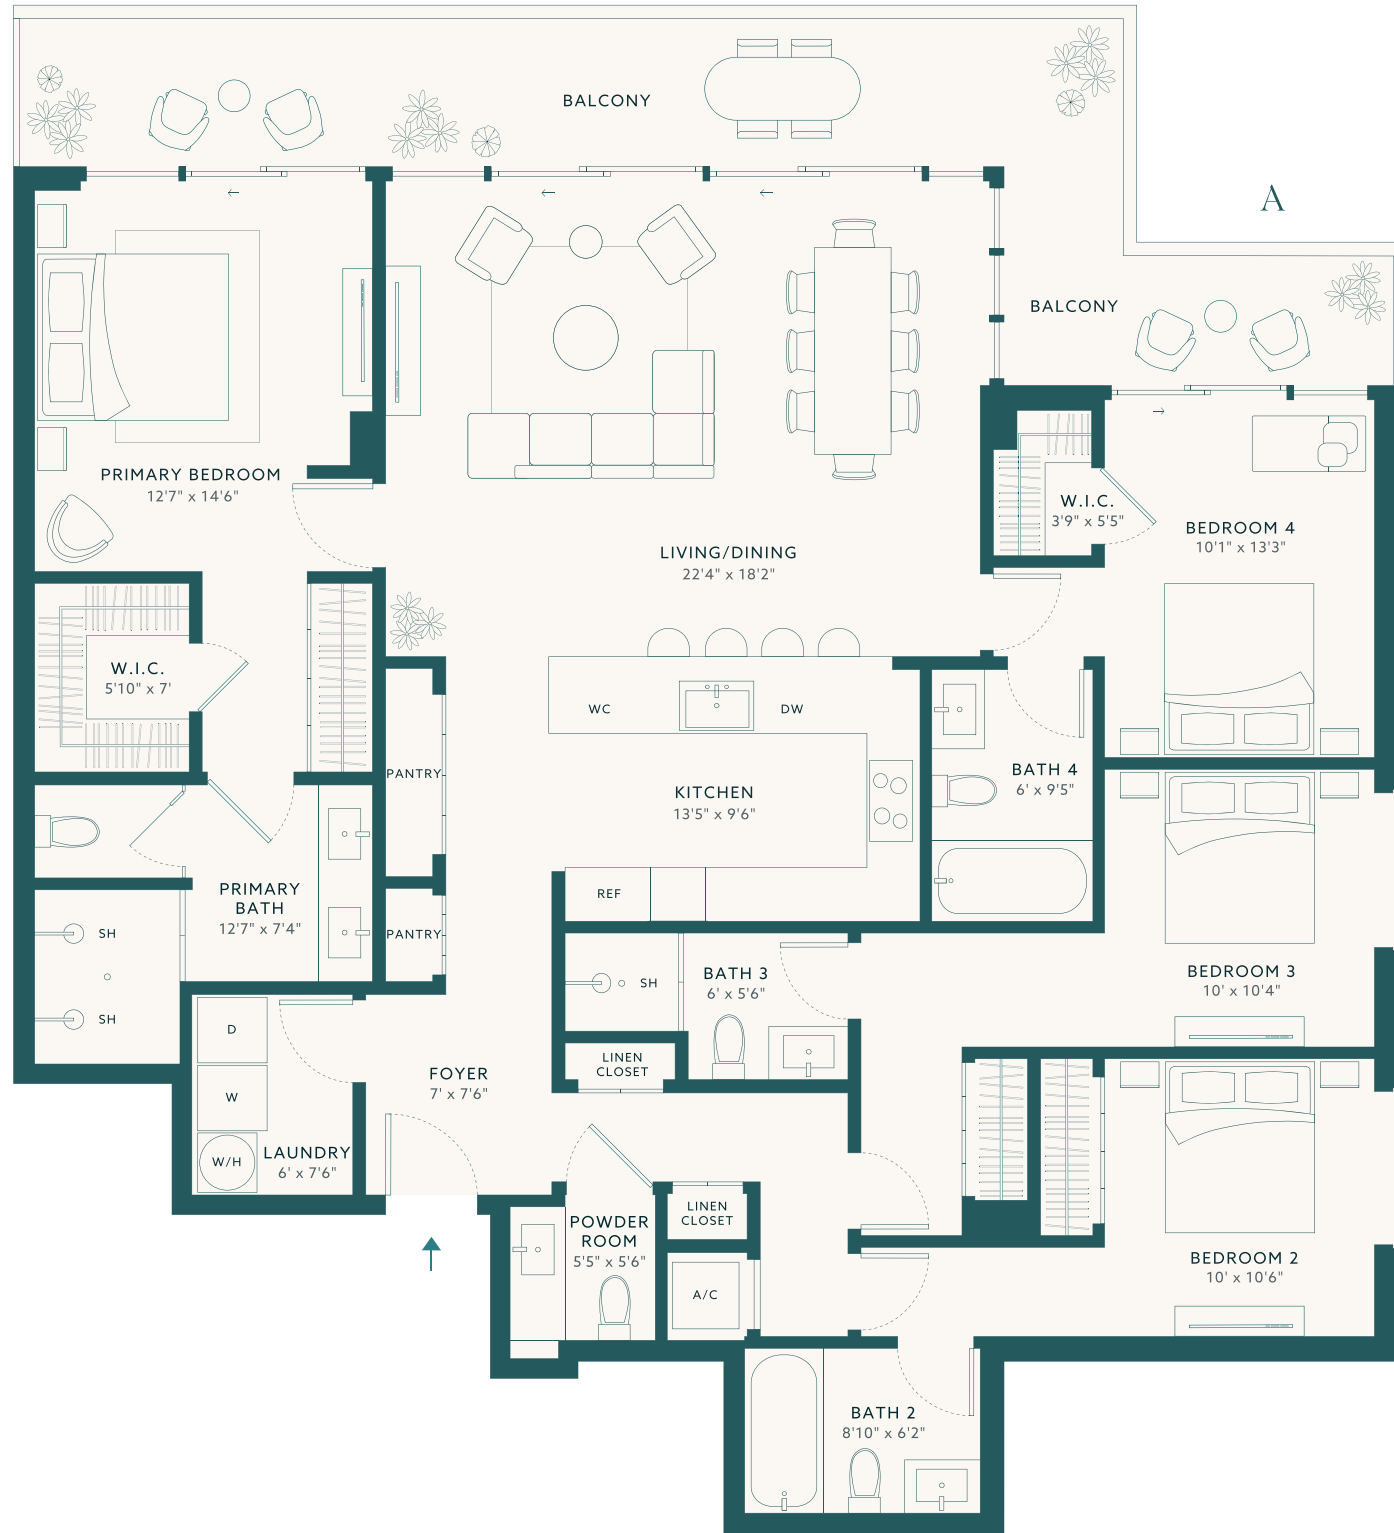 BALCONY
A
BALCONY
PRIMARY BEDROOM
12'7" x 14'6"
W.I.C.
3'9" x 5'5"
BEDROOM 4
10'1" x 13'3"
LIVING/DINING
22'4" x 18'2"
W.I.C.
5'10" x 7'
WC
DW
PANTRY
KITCHEN
13'5" x 9'6"
BATH 4
6' x 9'5"
PRIMARY
BATH
12'7" x 7'4"
REF
SH
PANTRY
SH
BATH 3
6' x 5'6"
SH
BEDROOM 3
10' x 10'4"
D
LINEN
CLOSET
FOYER
7' x 7'6"
W
W/H
LAUNDRY
6' x 7'6"
LINEN
CLOSET
POWDER
ROOM
5'5" x 5'6"
A/C
BEDROOM 2
10' x 10'6"
BATH 2
8'10" x 6'2"